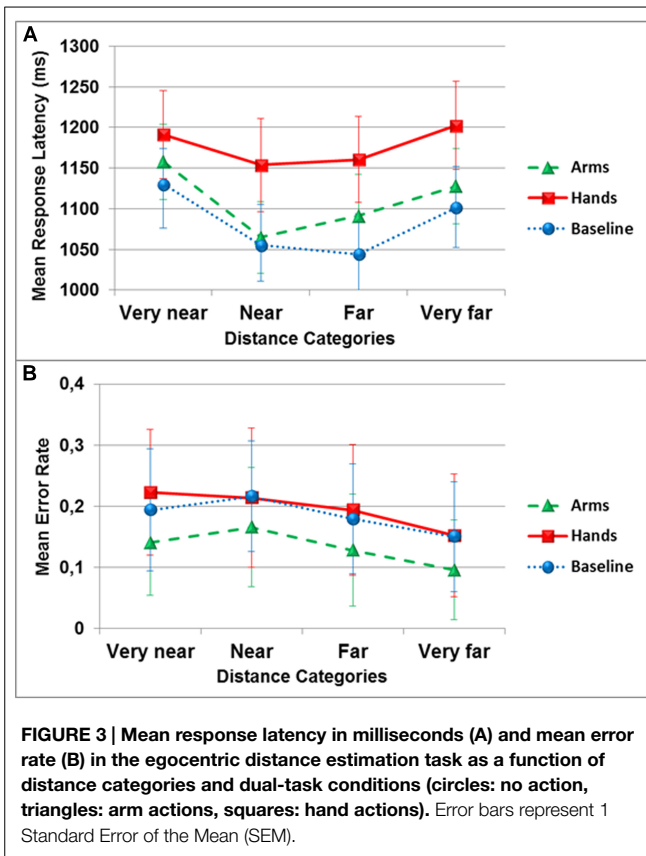 A
Mean Response Latency (ms)
1300
1250
1200
1150
1100
1050
1000
Very near Near Far Very far
Distance Categories
Arms
Hands
Baseline
B
Mean Error Rate
0,4
0,3
0,2
0,1
0
Very near Near Far Very far
Distance Categories
Arms
Hands
Baseline
FIGURE 3 | Mean response latency in milliseconds (A) and mean error
rate (B) in the egocentric distance estimation task as a function of
distance categories and dual-task conditions (circles: no action,
triangles: arm actions, squares: hand actions). Error bars represent 1
Standard Error of the Mean (SEM).